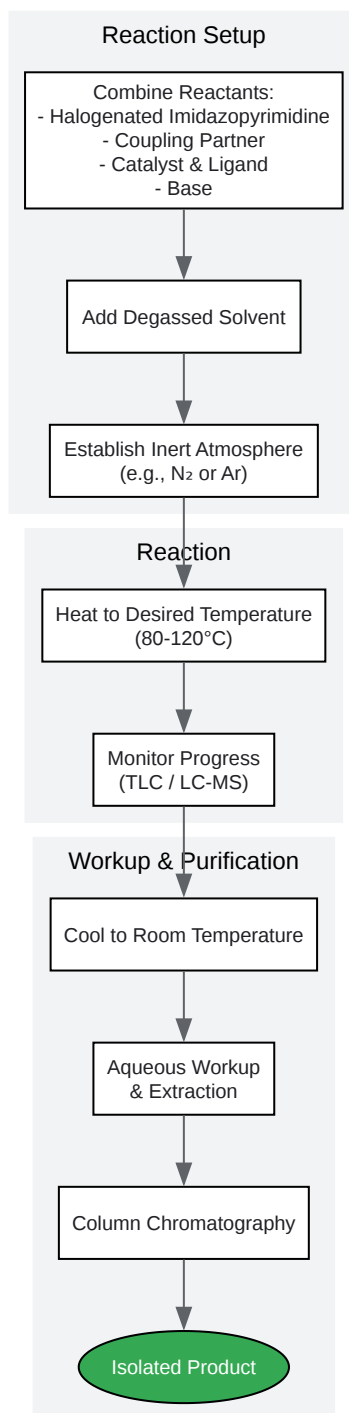 Reaction Setup
Combine Reactants:
- Halogenated Imidazopyrimidine
- Coupling Partner
- Catalyst & Ligand
- Base
Add Degassed Solvent
Establish Inert Atmosphere
(e.g., N₂ or Ar)
Reaction
Heat to Desired Temperature
(80-120°C)
Monitor Progress
(TLC / LC-MS)
Workup & Purification
Cool to Room Temperature
Aqueous Workup
& Extraction
Column Chromatography
Isolated Product